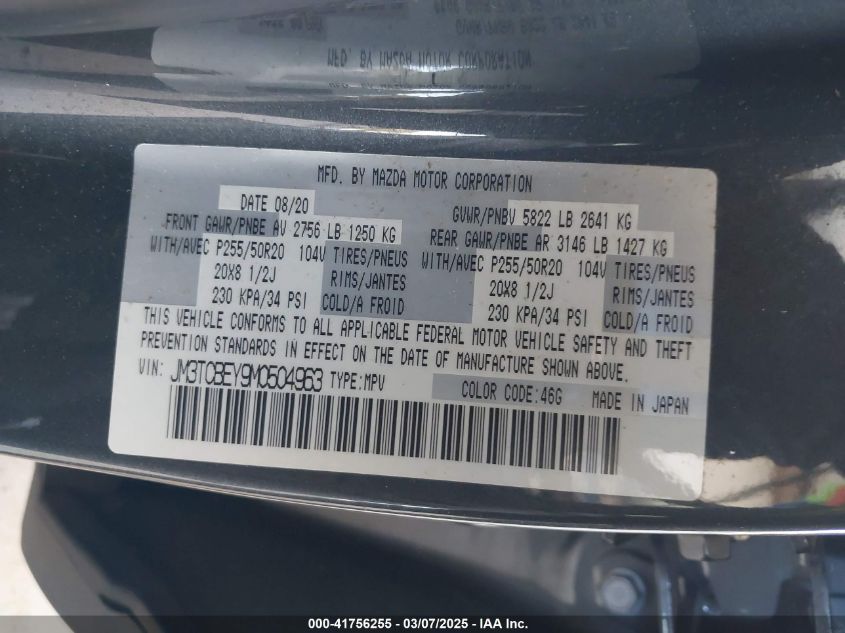 MFD. BY MAZDA MOTOR CORPORATION
DATE 08/20 GVWR/PNBV 5822 LB 2641 KG
FRONT GAWR/PNBE AV 2756 LB 1250 KG REAR GAWR/PNBE AR 3146 LB 1427 KG
WITH/AVEC P255/50R20 104V TIRES/PNEUS WITH/AVEC P255/50R20 104V TIRES/PNEUS
20X8 1/2J RIMS/JANTES 20X8 1/2J RIMS/JANTES
230 KPA/34 PSI COLD/A FROID 230 KPA/34 PSI COLD/A FROID
THIS VEHICLE CONFORMS TO ALL APPLICABLE FEDERAL MOTOR VEHICLE SAFETY AND THEFT
PREVENTION STANDARDS IN EFFECT ON THE DATE OF MANUFACTURE SHOWN ABOVE.
VIN: JM3TCBEY9M0504963 TYPE:MPV COLOR CODE:46G MADE IN JAPAN
000-41756255 - 03/07/2025 - IAA Inc.